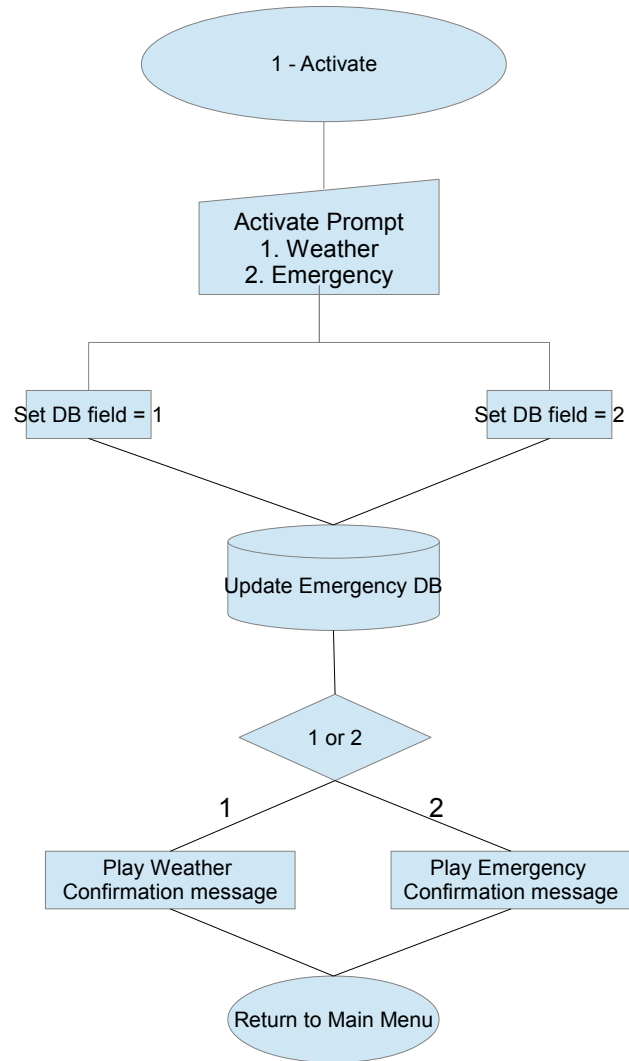 1 - Activate
Activate Prompt
1. Weather
2. Emergency
Set DB field = 1
Set DB field = 2
Update Emergency DB
1 or 2
1
2
Play Weather
Confirmation message
Play Emergency
Confirmation message
Return to Main Menu